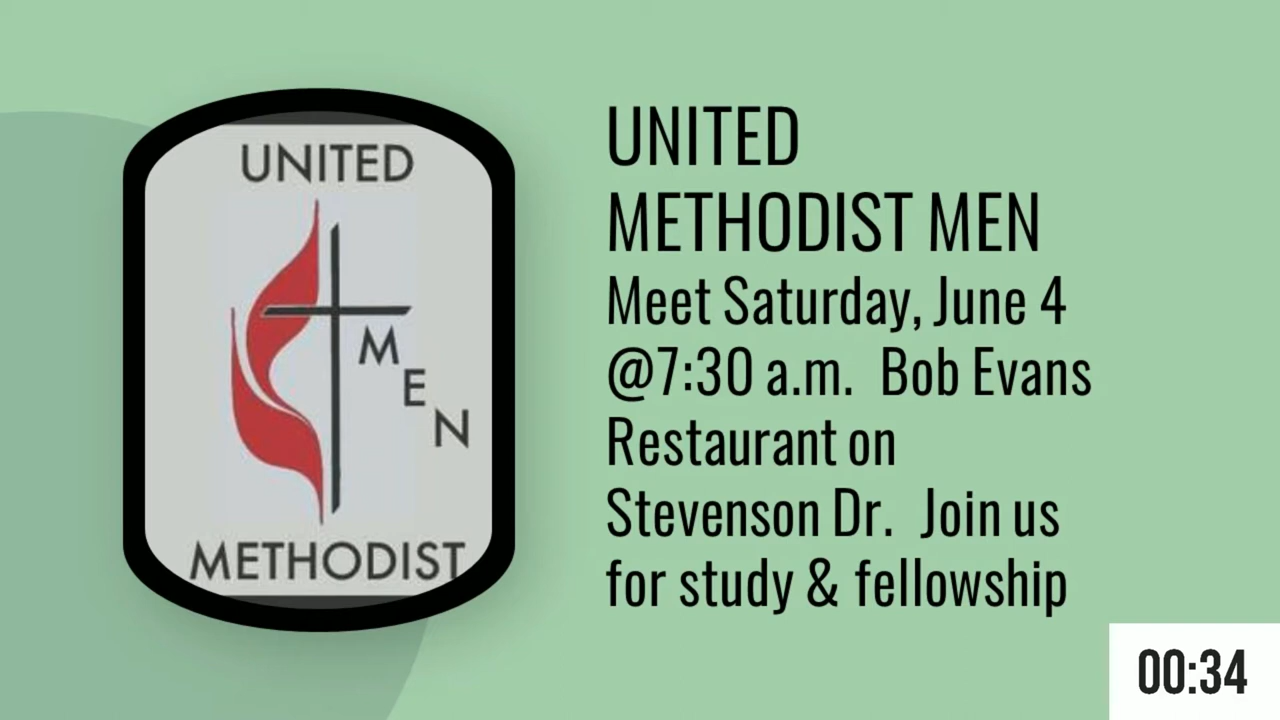 UNITED
M
E
N
METHODIST
UNITED
METHODIST MEN
Meet Saturday, June 4
@7:30 a.m.  Bob Evans
Restaurant on
Stevenson Dr.  Join us
for study & fellowship
00:34